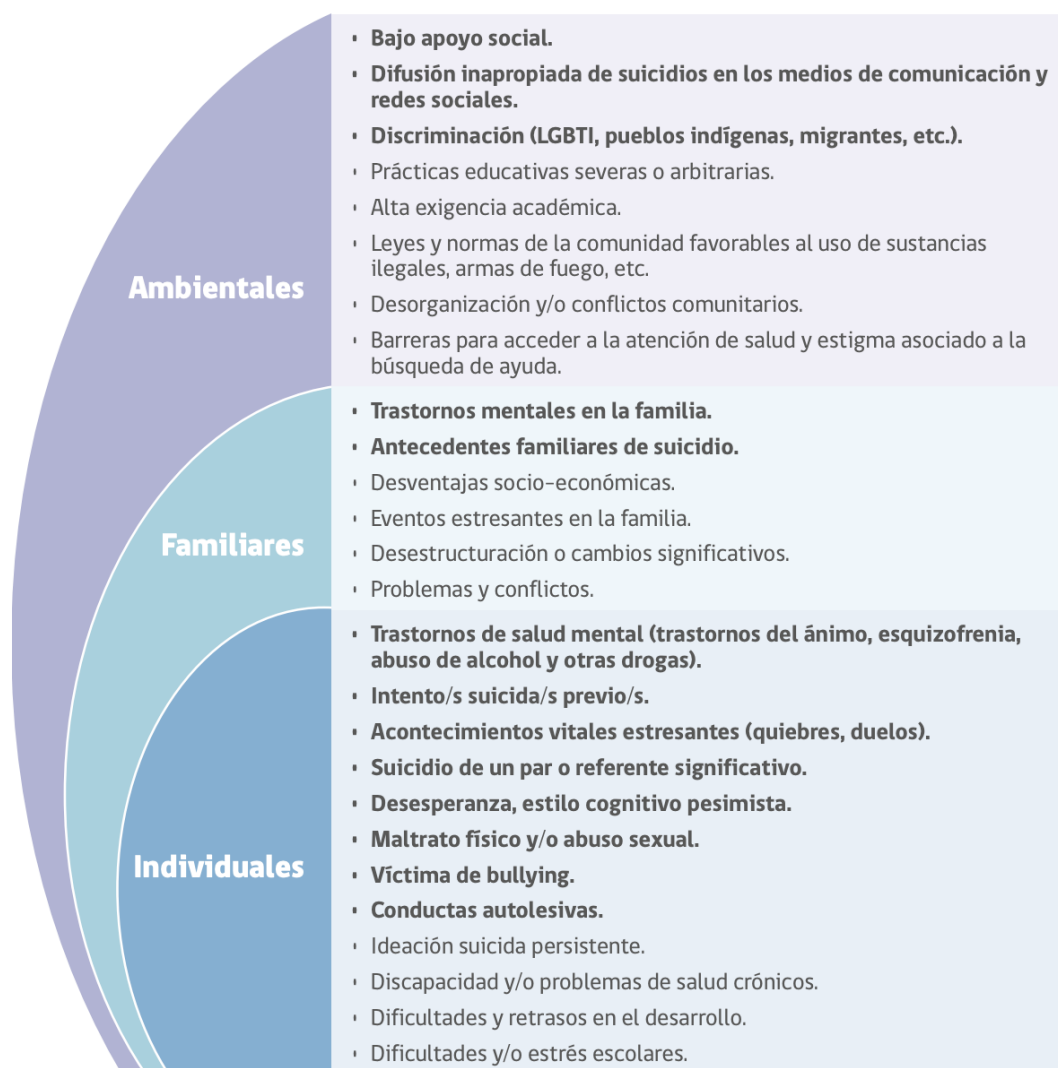 Ambientales
· Bajo apoyo social.
· Difusión inapropiada de suicidios en los medios de comunicación y
redes sociales.
· Discriminación (LGBTI, pueblos indígenas, migrantes, etc.).
· Prácticas educativas severas o arbitrarias.
· Alta exigencia académica.
· Leyes y normas de la comunidad favorables al uso de sustancias
ilegales, armas de fuego, etc.
· Desorganización y/o conflictos comunitarios.
· Barreras para acceder a la atención de salud y estigma asociado a la
búsqueda de ayuda.
Familiares
· Trastornos mentales en la familia.
· Antecedentes familiares de suicidio.
· Desventajas socio-económicas.
· Eventos estresantes en la familia.
· Desestructuración o cambios significativos.
· Problemas y conflictos.
Individuales
· Trastornos de salud mental (trastornos del ánimo, esquizofrenia,
abuso de alcohol y otras drogas).
· Intento/s suicida/s previo/s.
· Acontecimientos vitales estresantes (quiebres, duelos).
· Suicidio de un par o referente significativo.
· Desesperanza, estilo cognitivo pesimista.
· Maltrato físico y/o abuso sexual.
· Víctima de bullying.
· Conductas autolesivas.
· Ideación suicida persistente.
· Discapacidad y/o problemas de salud crónicos.
· Dificultades y retrasos en el desarrollo.
· Dificultades y/o estrés escolares.